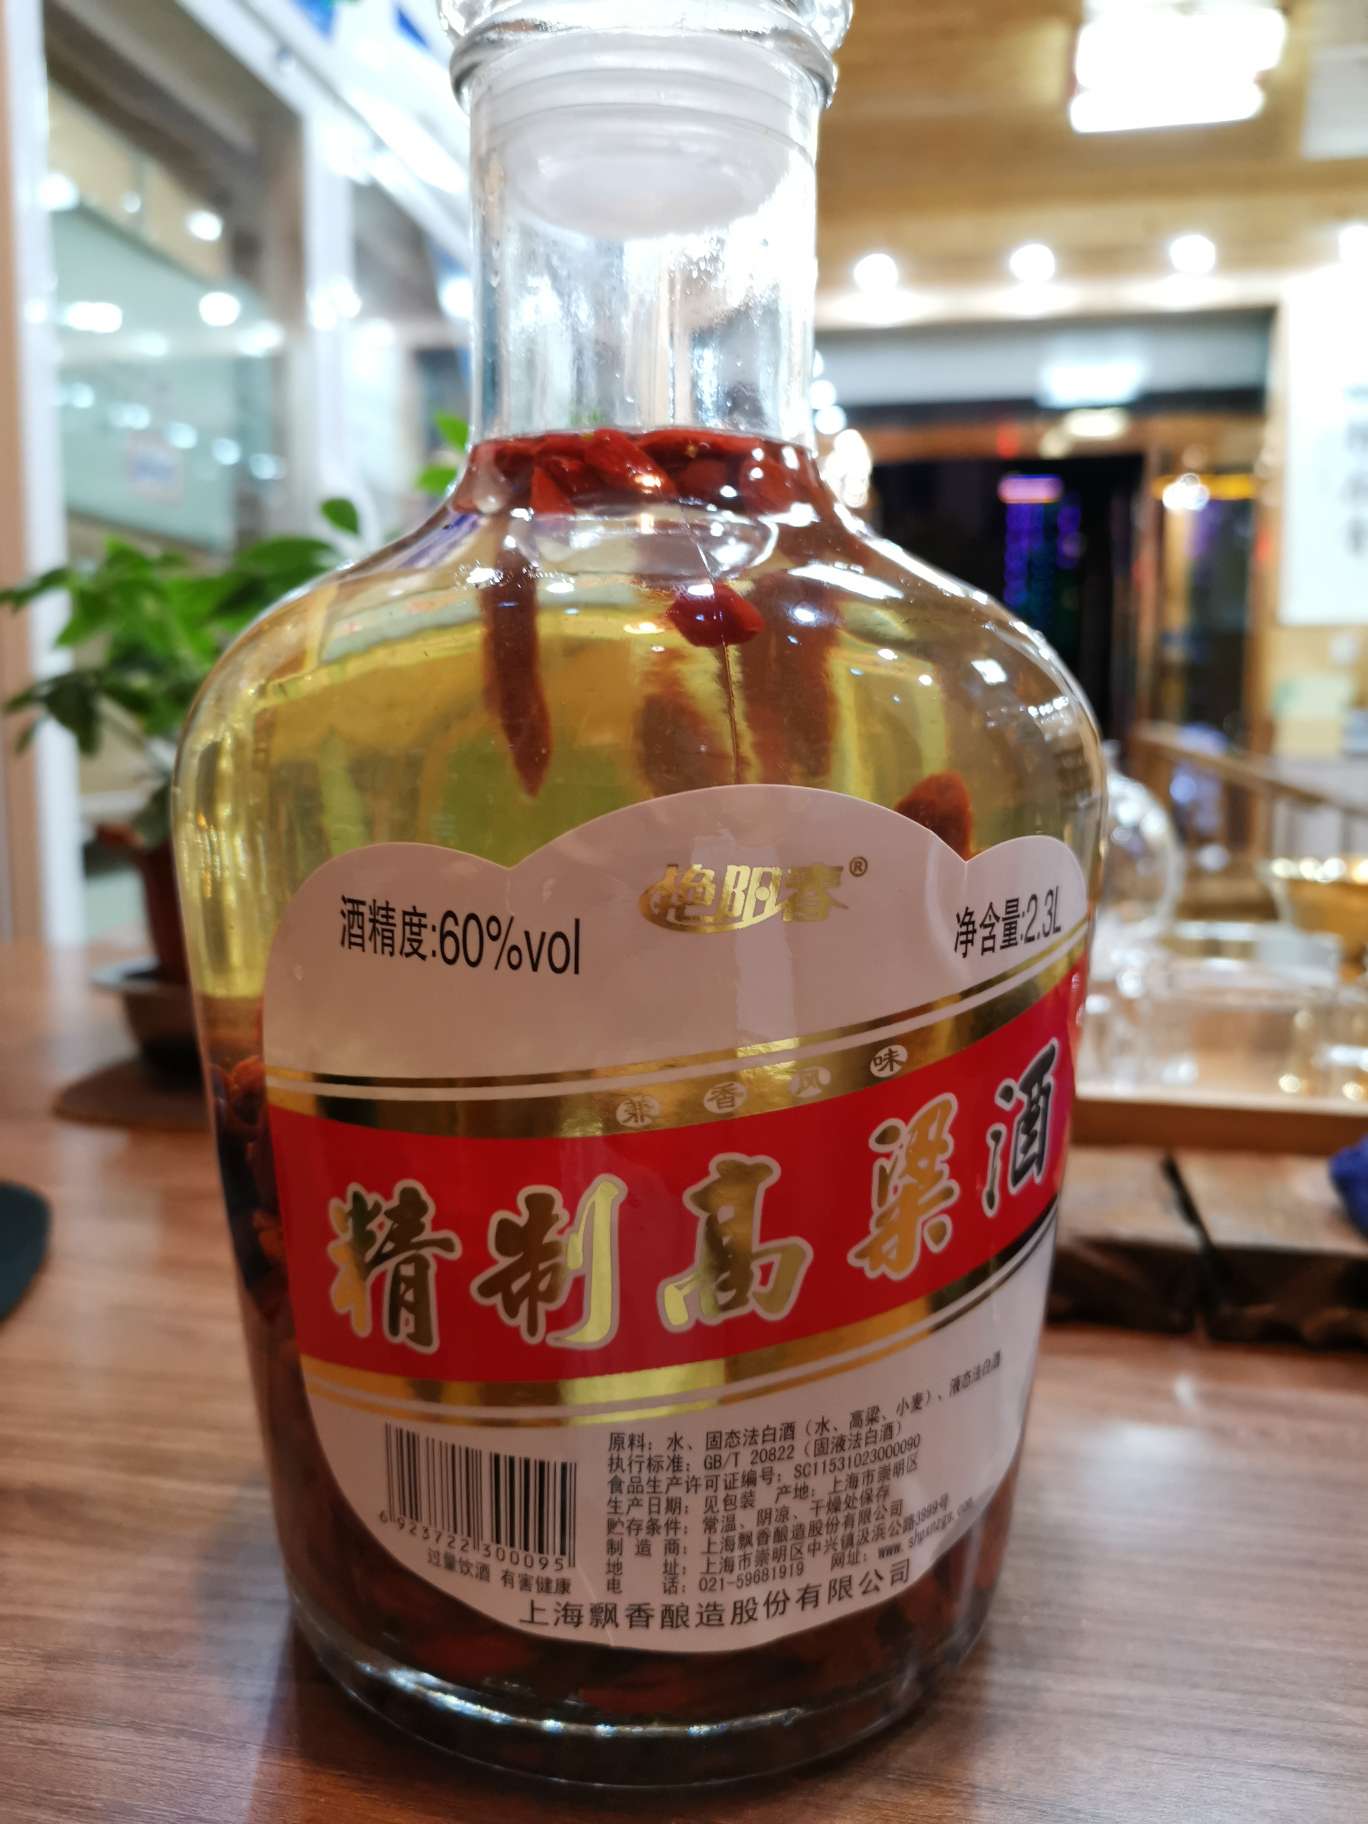 艳阳春®
酒精度:60%vol
净含量:2.3L
兼香风味
精制高粱酒
原料：水、固态法白酒（水、高粱、小麦）、液态法白酒
执行标准：GB/T 20822（固液法白酒）
食品生产许可证编号：SC11531023000090
生产日期：见包装 产地：上海市崇明区
贮存条件：常温、阴凉、干燥处保存
制造商：上海飘香酿造股份有限公司
地址：上海市崇明区中兴镇汲浜公路3999号
电话：021-59681919 网址：www.shpxnzgs.com
6 923722 300095
过量饮酒 有害健康
上海飘香酿造股份有限公司